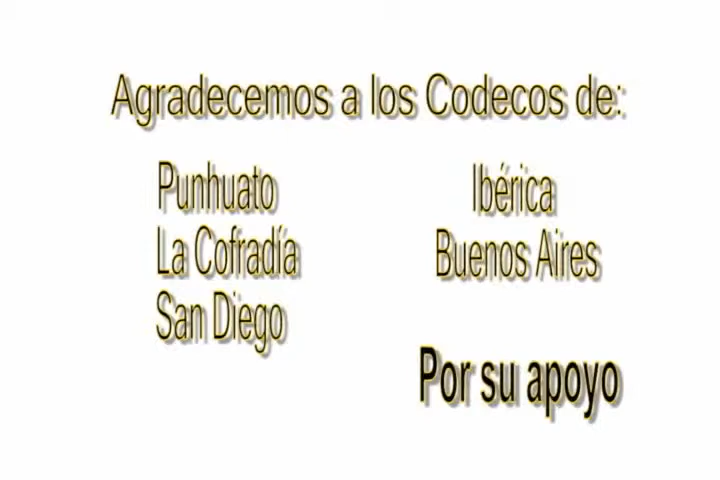 Agradecemos a los Codecos de:
Punhuato
La Cofradía
San Diego
Ibérica
Buenos Aires
Por su apoyo